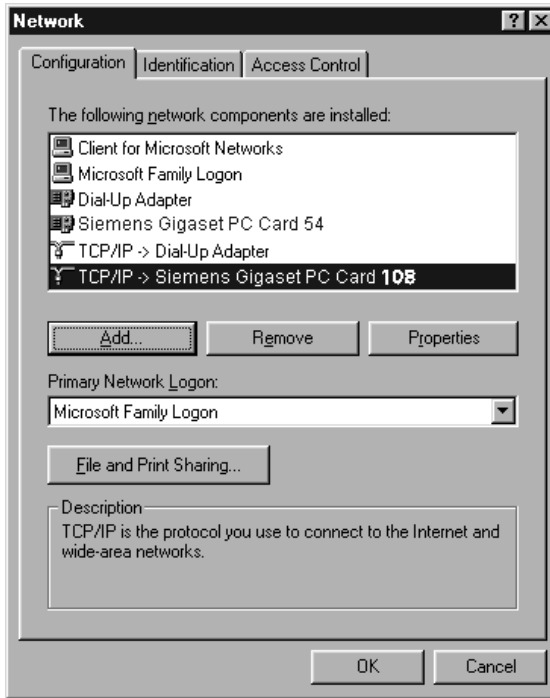 Network
Configuration Identification Access Control
The following network components are installed:
Client for Microsoft Networks
Microsoft Family Logon
Dial-Up Adapter
Siemens Gigaset PC Card 54
TCP/IP -> Dial-Up Adapter
TCP/IP -> Siemens Gigaset PC Card 108
Add... Remove Properties
Primary Network Logon:
Microsoft Family Logon
File and Print Sharing...
Description
TCP/IP is the protocol you use to connect to the Internet and
wide-area networks.
OK Cancel